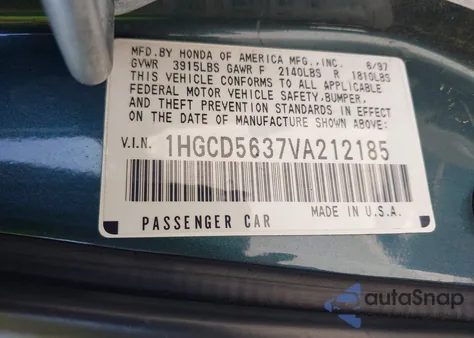 MFD.BY HONDA OF AMERICA MFG.,INC. 8/97
GVWR 3915LBS GAWR F 2140LBS R 1810LBS
THIS VEHICLE CONFORMS TO ALL APPLICABLE
FEDERAL MOTOR VEHICLE SAFETY,BUMPER,
AND THEFT PREVENTION STANDARDS IN EFFECT
ON THE DATE OF MANUFACTURE SHOWN ABOVE.
V.I.N. 1HGCD5637VA212185
PASSENGER CAR MADE IN U.S.A.
autoSnap